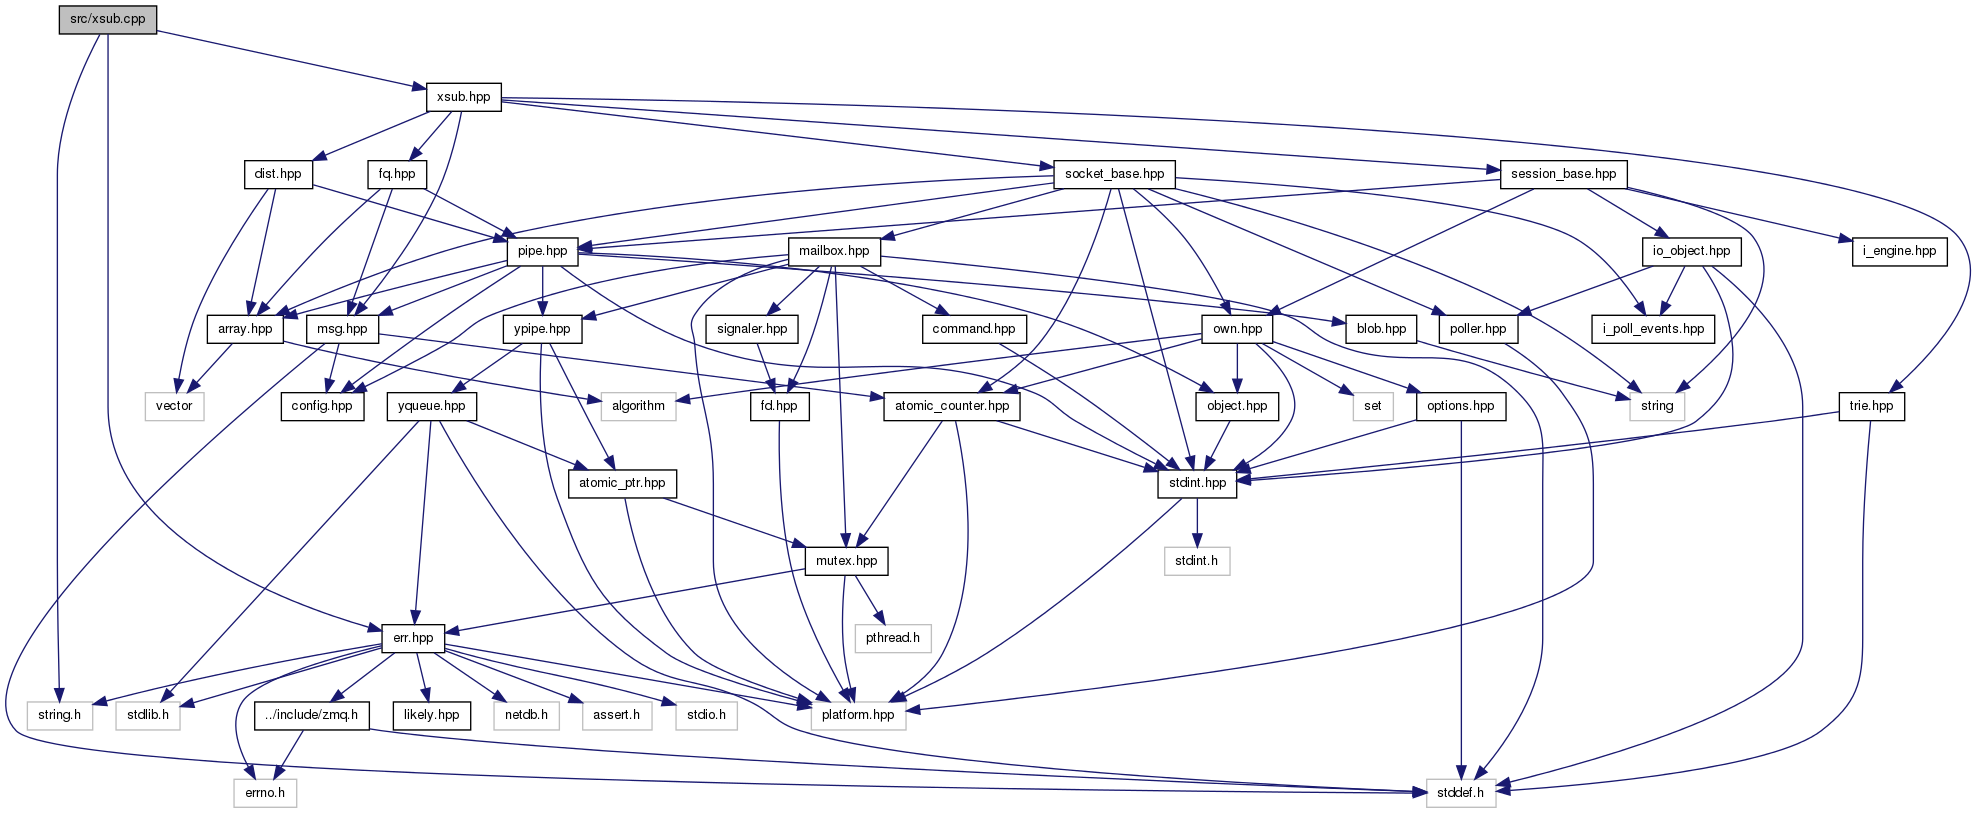 src/xsub.cpp
xsub.hpp
dist.hpp
fq.hpp
socket_base.hpp
session_base.hpp
pipe.hpp
mailbox.hpp
io_object.hpp
i_engine.hpp
array.hpp
msg.hpp
ypipe.hpp
signaler.hpp
command.hpp
own.hpp
blob.hpp
poller.hpp
i_poll_events.hpp
vector
config.hpp
yqueue.hpp
algorithm
fd.hpp
atomic_counter.hpp
object.hpp
set
options.hpp
string
trie.hpp
atomic_ptr.hpp
stdint.hpp
mutex.hpp
stdint.h
err.hpp
pthread.h
string.h
stdlib.h
../include/zmq.h
likely.hpp
netdb.h
assert.h
stdio.h
platform.hpp
errno.h
stddef.h